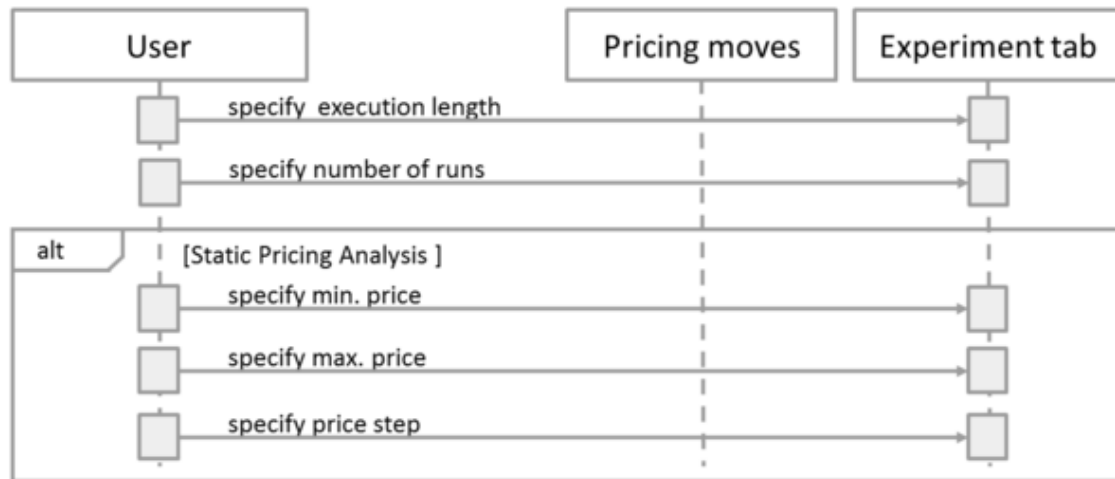 User
Pricing moves
Experiment tab
specify execution length
specify number of runs
alt
[Static Pricing Analysis ]
specify min. price
specify max. price
specify price step